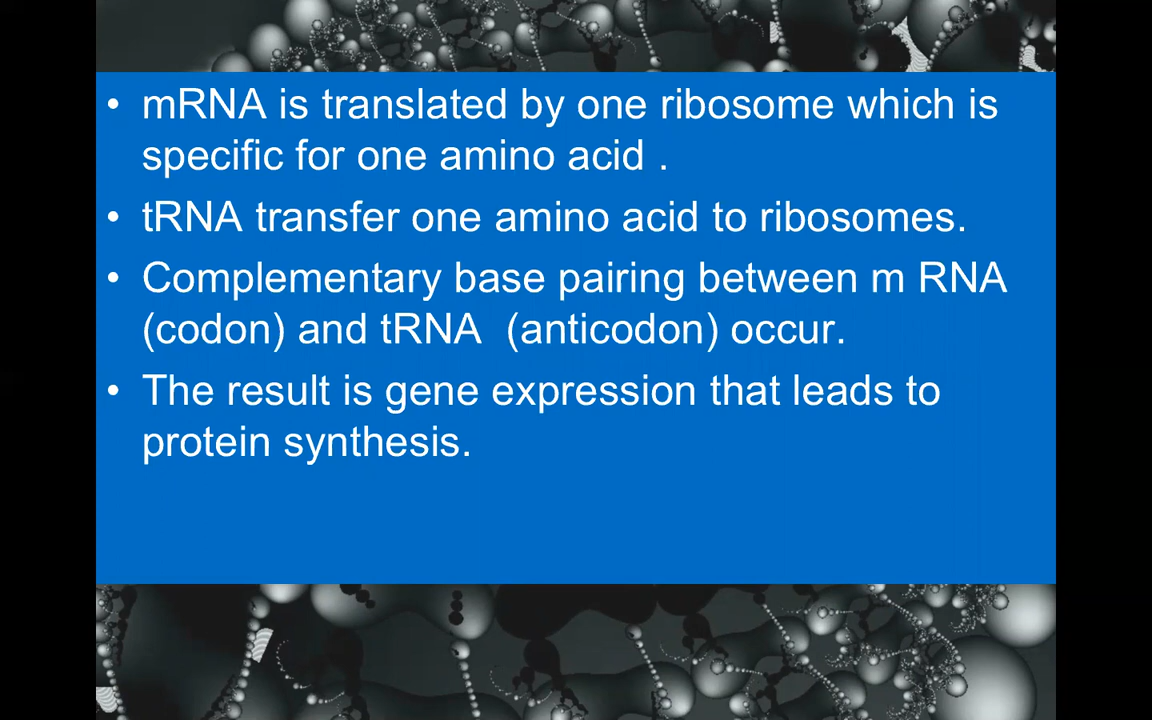 • mRNA is translated by one ribosome which is
specific for one amino acid .
• tRNA transfer one amino acid to ribosomes.
• Complementary base pairing between m RNA
(codon) and tRNA  (anticodon) occur.
• The result is gene expression that leads to
protein synthesis.